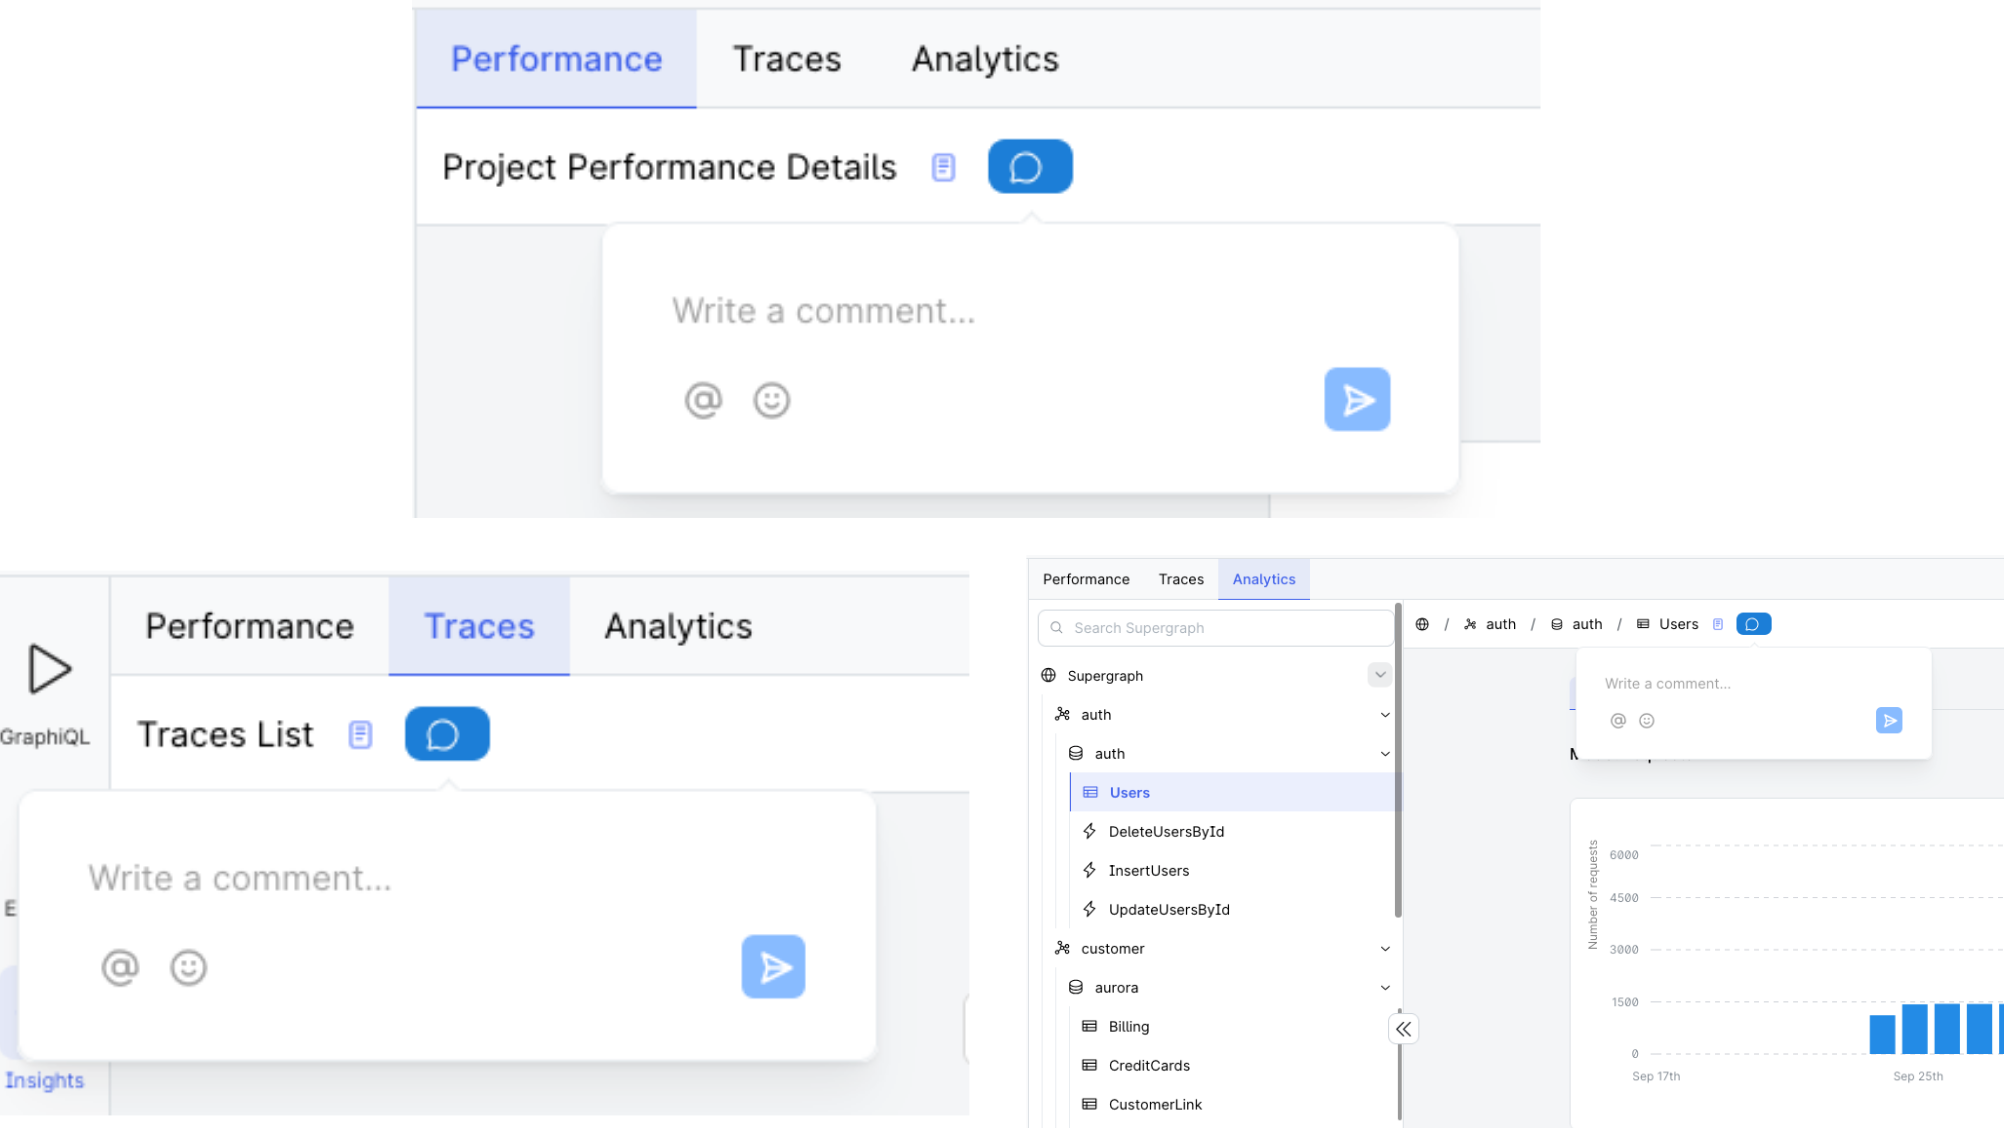 Performance Traces Analytics
Project Performance Details
Write a comment...
Performance Traces Analytics
GraphiQL
Traces List
Write a comment...
Insights
Performance Traces Analytics
Search Supergraph
/ auth / auth / Users
Supergraph
auth
auth
Users
DeleteUsersById
InsertUsers
UpdateUsersById
customer
aurora
Billing
CreditCards
CustomerLink
Write a comment...
Number of requests
6000
4500
3000
1500
0
Sep 17th Sep 25th